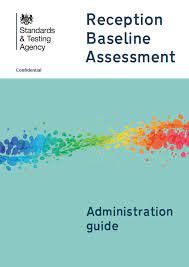 Standards
& Testing
Agency
Confidential
Reception
Baseline
Assessment
Administration
guide